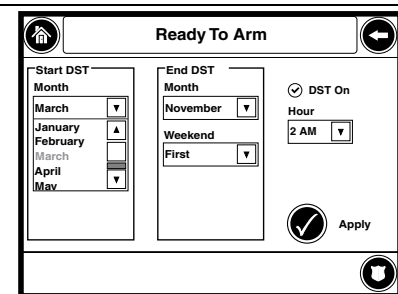 Ready To Arm
Start DST
Month
March
January
February
March
April
May
End DST
Month
November
Weekend
First
DST On
Hour
2 AM
Apply